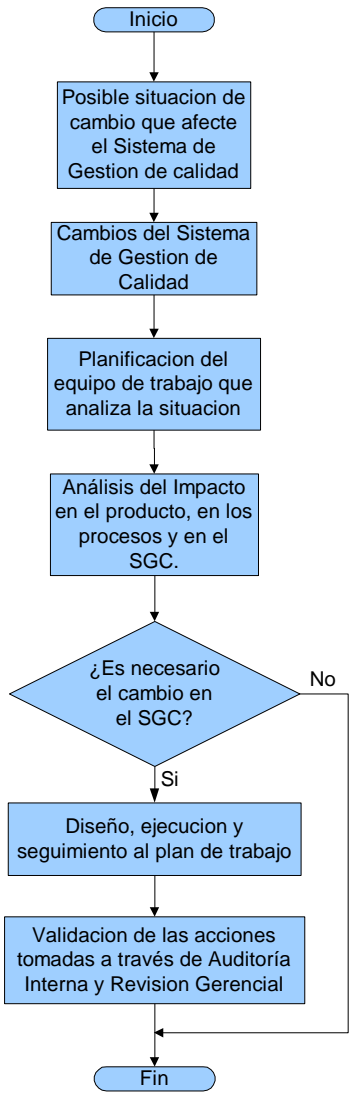 Inicio
Posible situacion de
cambio que afecte
el Sistema de
Gestion de calidad
Cambios del Sistema
de Gestion de
Calidad
Planificacion del
equipo de trabajo que
analiza la situacion
Análisis del Impacto
en el producto, en los
procesos y en el
SGC.
¿Es necesario
el cambio en
el SGC?
No
Si
Diseño, ejecucion y
seguimiento al plan de trabajo
Validacion de las acciones
tomadas a través de Auditoría
Interna y Revision Gerencial
Fin